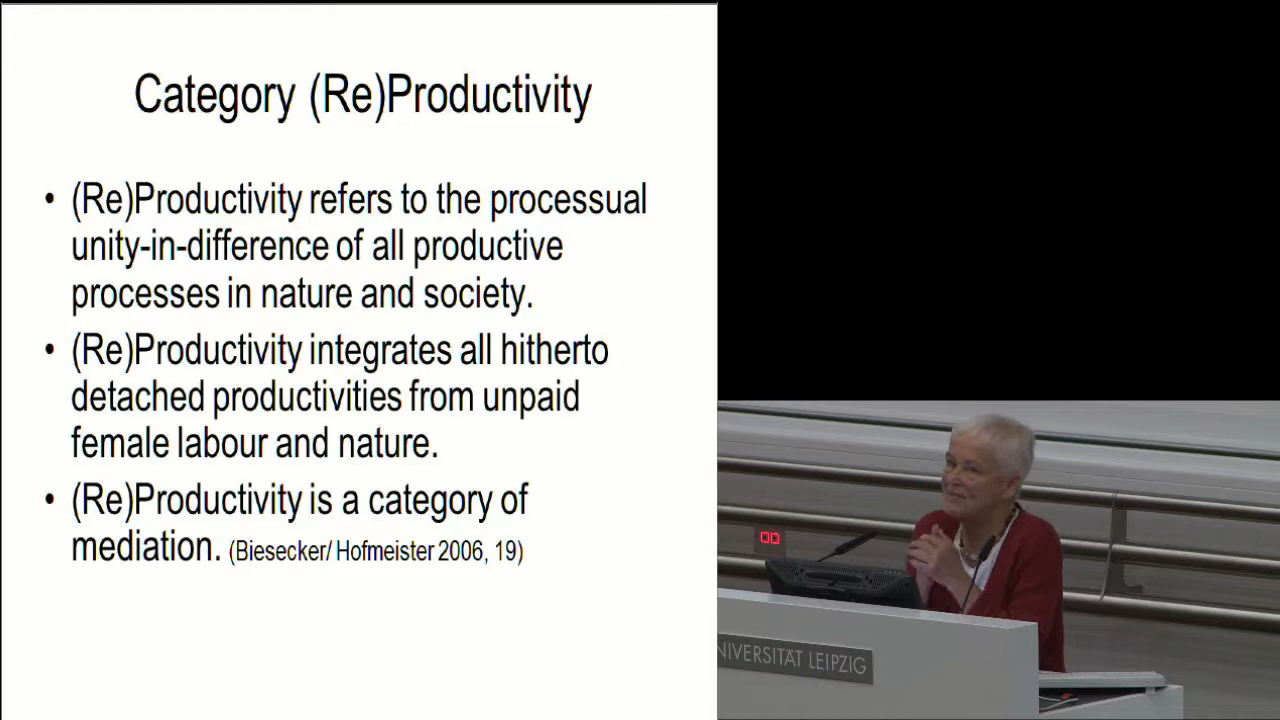 Category (Re)Productivity
• (Re)Productivity refers to the processual
unity-in-difference of all productive
processes in nature and society.
• (Re)Productivity integrates all hitherto
detached productivities from unpaid
female labour and nature.
• (Re)Productivity is a category of
mediation. (Biesecker/ Hofmeister 2006, 19)
00
NIVERSITÄT LEIPZIG